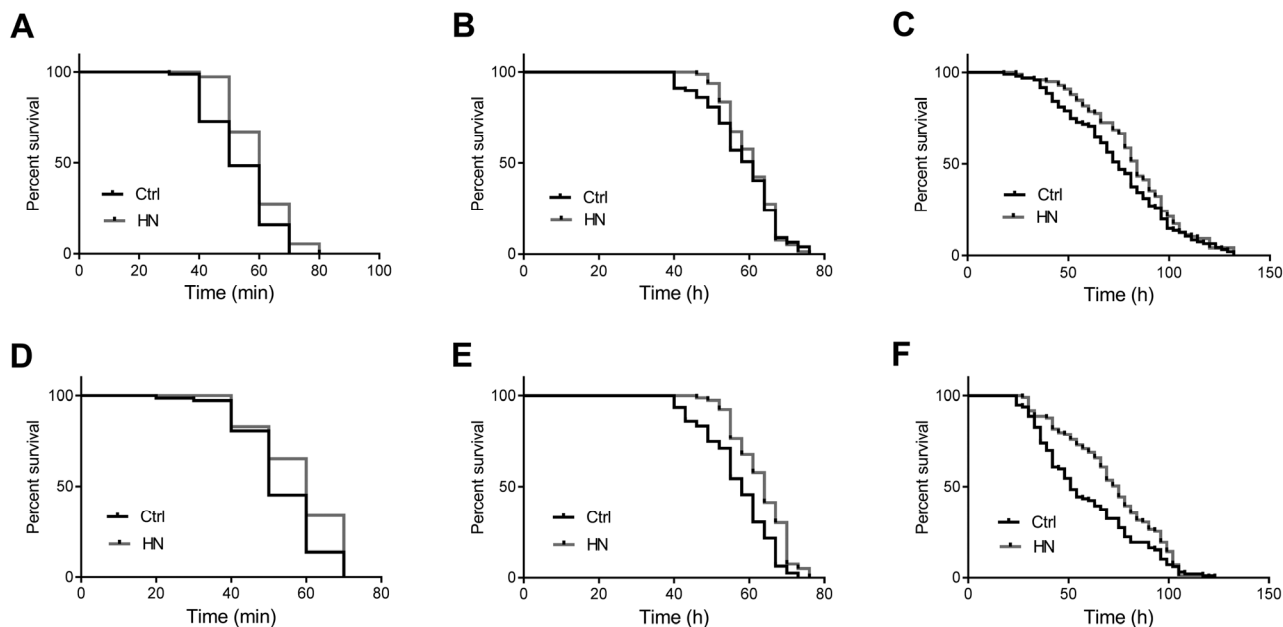 A
Percent survival
100
50
0
Ctrl
HN
0 20 40 60 80 100
Time (min)
B
Percent survival
100
50
0
Ctrl
HN
0 20 40 60 80
Time (h)
C
Percent survival
100
50
0
Ctrl
HN
0 50 100 150
Time (h)
D
Percent survival
100
50
0
Ctrl
HN
0 20 40 60 80
Time (min)
E
Percent survival
100
50
0
Ctrl
HN
0 20 40 60 80
Time (h)
F
Percent survival
100
50
0
Ctrl
HN
0 50 100 150
Time (h)